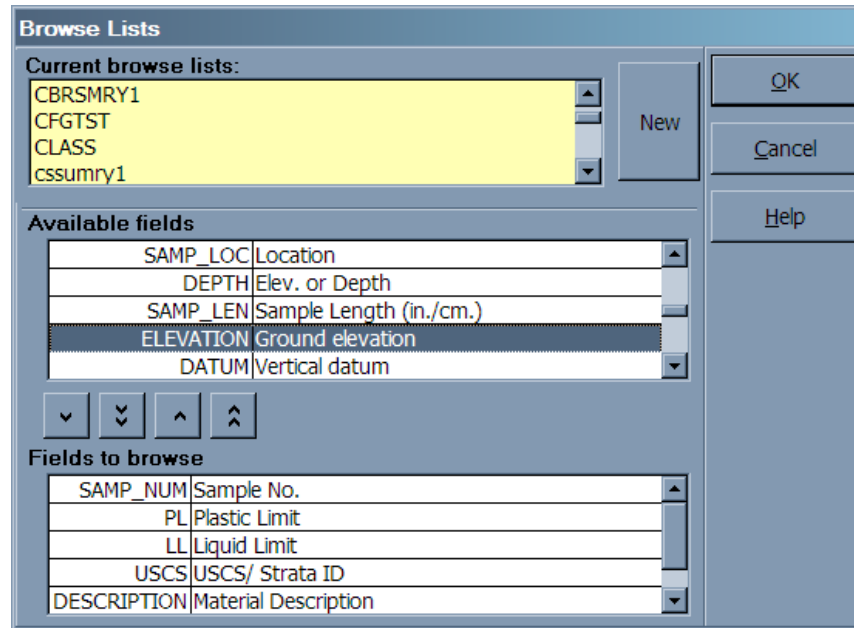 Browse Lists
Current browse lists:
CBRSMRY1
CFGTST
CLASS
cssumry1
New
OK
Cancel
Help
Available fields
SAMP_LOC Location
DEPTH Elev. or Depth
SAMP_LEN Sample Length (in./cm.)
ELEVATION Ground elevation
DATUM Vertical datum
Fields to browse
SAMP_NUM Sample No.
PL Plastic Limit
LL Liquid Limit
USCS USCS/ Strata ID
DESCRIPTION Material Description